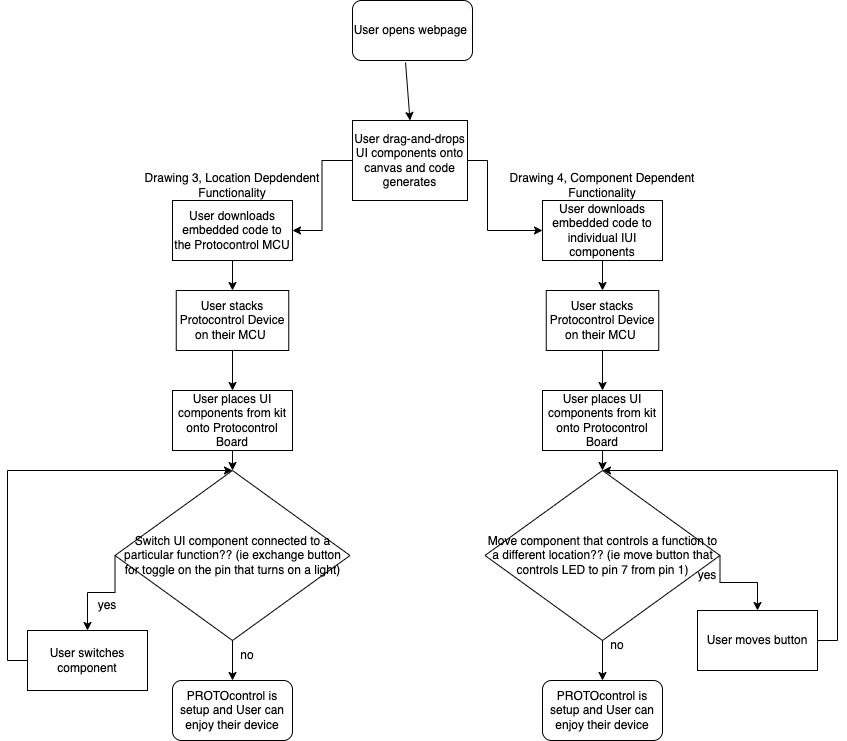 User opens webpage
User drag-and-drops
UI components onto
canvas and code
generates
Drawing 3, Location Depdendent
Functionality
User downloads
embedded code to
the Protocontrol MCU
User stacks
Protocontrol Device
on their MCU
User places UI
components from kit
onto Protocontrol
Board
Switch UI component connected to a
particular function?? (ie exchange button
for toggle on the pin that turns on a light)
yes
User switches
component
no
PROTOcontrol is
setup and User can
enjoy their device
Drawing 4, Component Dependent
Functionality
User downloads
embedded code to
individual IUI
components
User stacks
Protocontrol Device
on their MCU
User places UI
components from kit
onto Protocontrol
Board
Move component that controls a function to
a different location?? (ie move button that
controls LED to pin 7 from pin 1)
yes
User moves button
no
PROTOcontrol is
setup and User can
enjoy their device